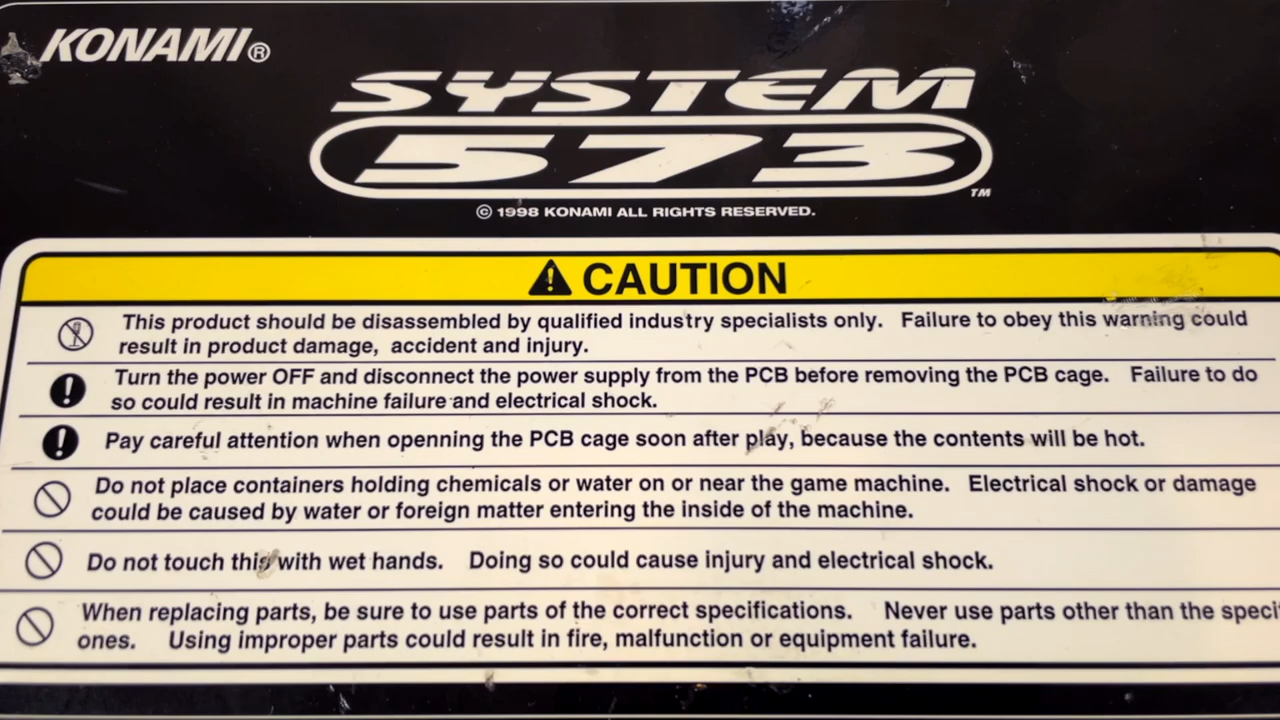 KONAMI®
SYSTEM
573
TM
© 1998 KONAMI ALL RIGHTS RESERVED.
CAUTION
This product should be disassembled by qualified industry specialists only. Failure to obey this warning could
result in product damage, accident and injury.
Turn the power OFF and disconnect the power supply from the PCB before removing the PCB cage. Failure to do
so could result in machine failure and electrical shock.
Pay careful attention when openning the PCB cage soon after play, because the contents will be hot.
Do not place containers holding chemicals or water on or near the game machine. Electrical shock or damage
could be caused by water or foreign matter entering the inside of the machine.
Do not touch this with wet hands. Doing so could cause injury and electrical shock.
When replacing parts, be sure to use parts of the correct specifications. Never use parts other than the speci
ones. Using improper parts could result in fire, malfunction or equipment failure.